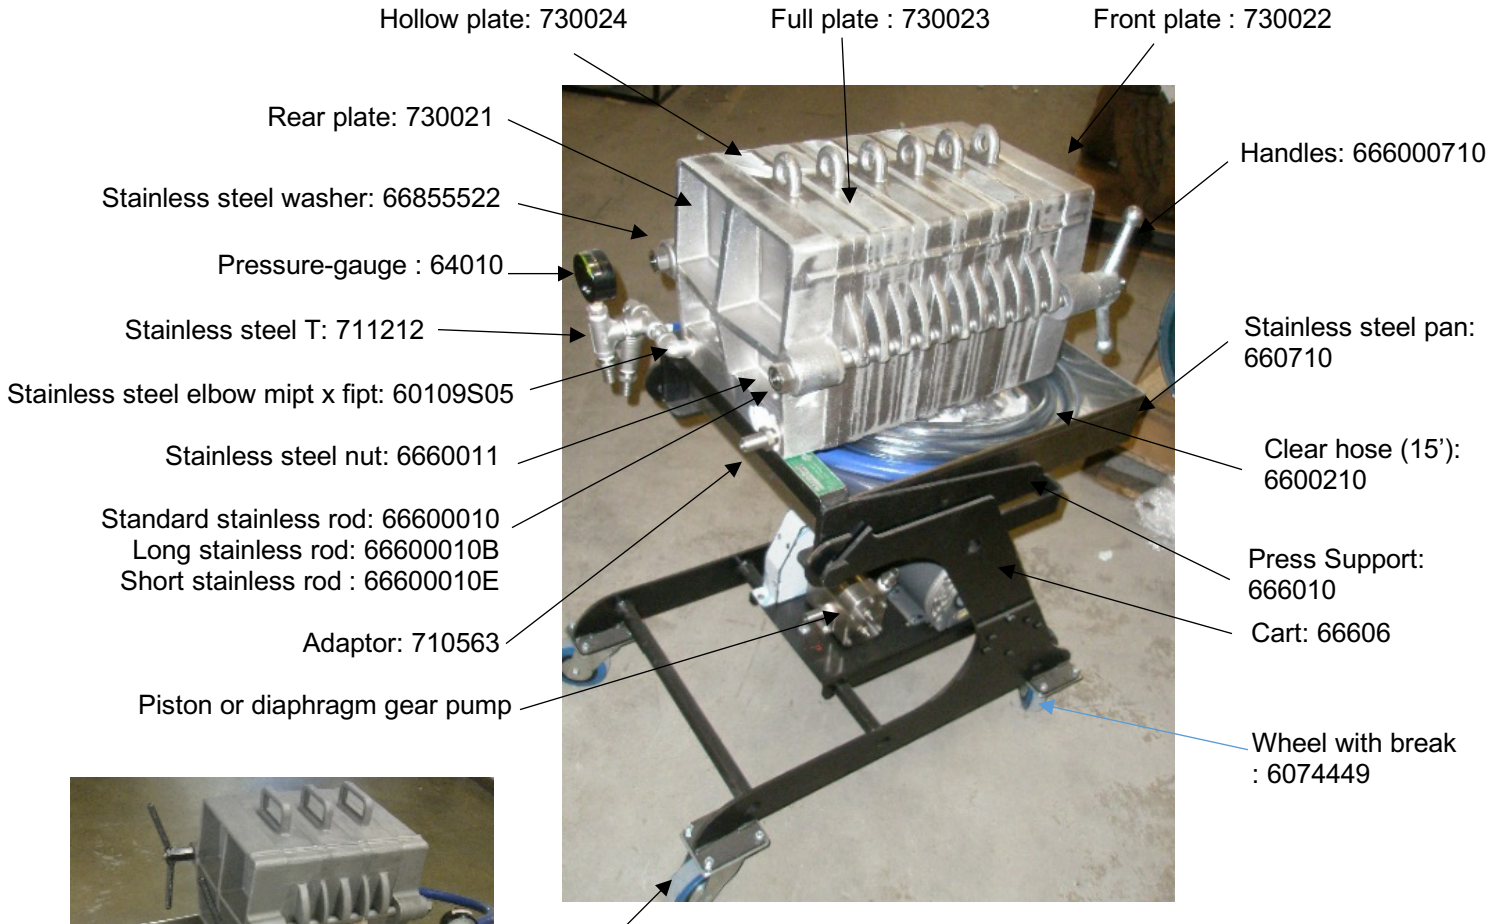 Hollow plate: 730024
Full plate : 730023
Front plate : 730022
Rear plate: 730021
Handles: 666000710
Stainless steel washer: 66855522
Pressure-gauge : 64010
Stainless steel T: 711212
Stainless steel pan:
660710
Stainless steel elbow mipt x fipt: 60109S05
Stainless steel nut: 6660011
Clear hose (15’):
6600210
Standard stainless rod: 66600010
Long stainless rod: 66600010B
Short stainless rod : 66600010E
Press Support:
666010
Adaptor: 710563
Cart: 66606
Piston or diaphragm gear pump
Wheel with break
: 6074449